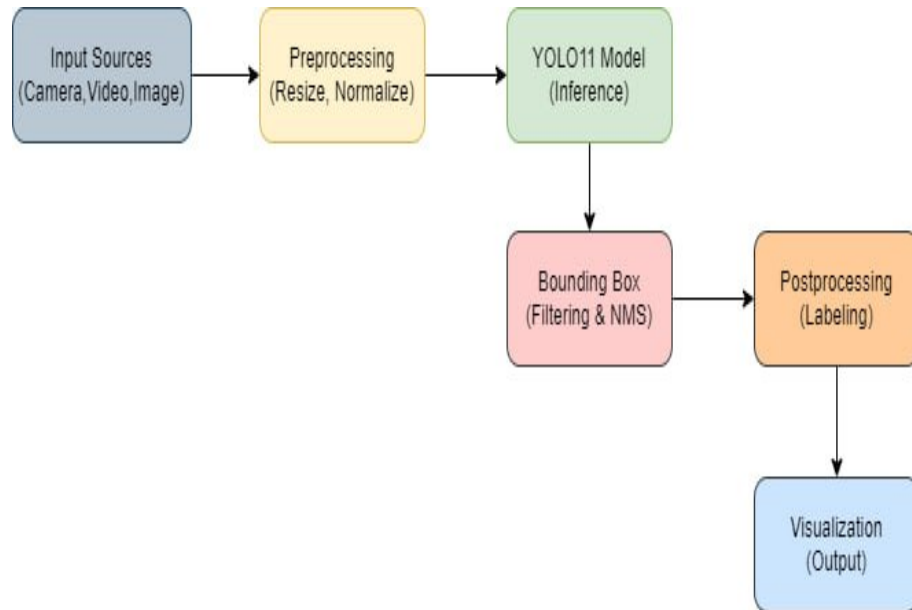 Input Sources
(Camera,Video,Image)
Preprocessing
(Resize, Normalize)
YOLO11 Model
(Inference)
Bounding Box
(Filtering & NMS)
Postprocessing
(Labeling)
Visualization
(Output)